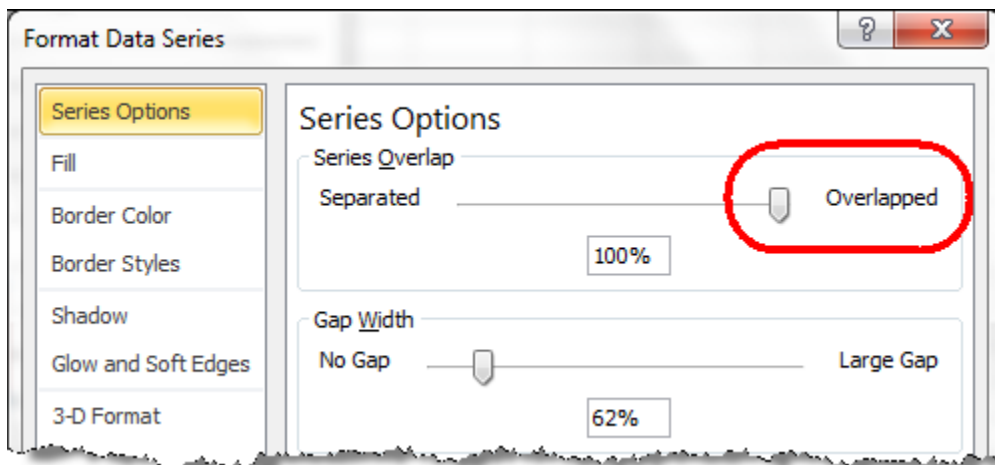 Format Data Series
Series Options
Fill
Border Color
Border Styles
Shadow
Glow and Soft Edges
3-D Format
Series Options
Series Overlap
Separated Overlapped
100%
Gap Width
No Gap Large Gap
62%